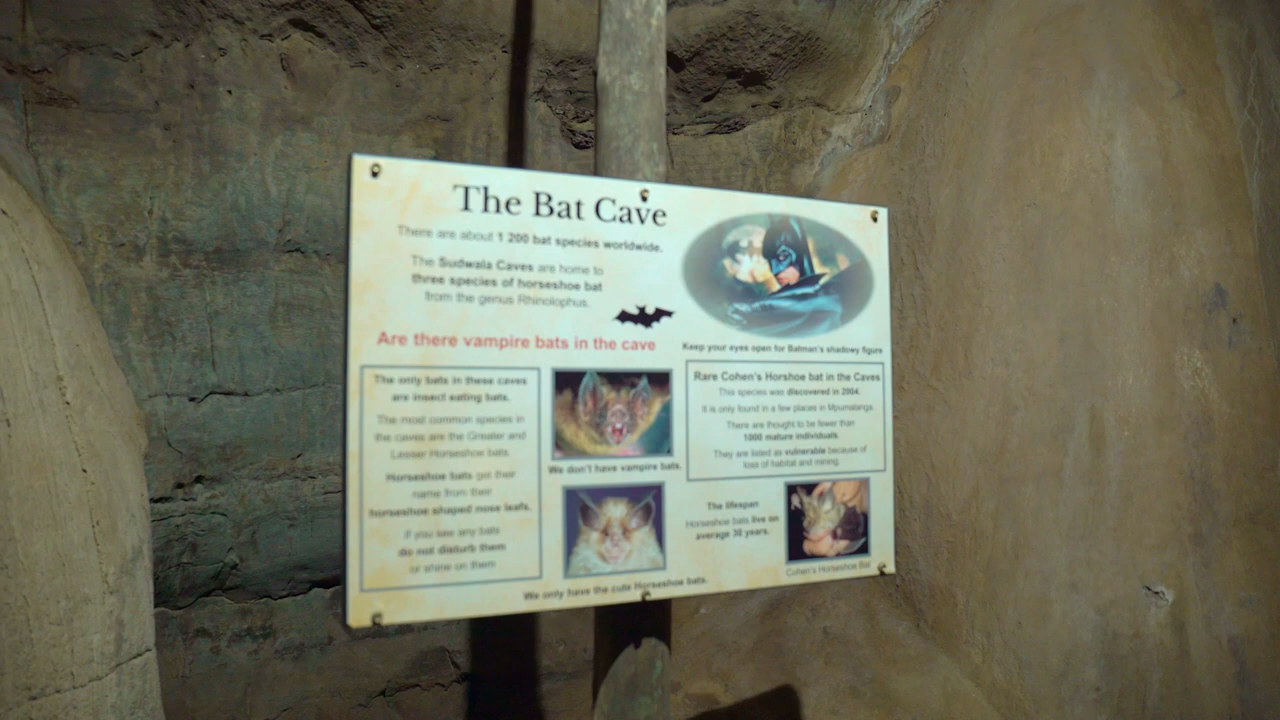 The Bat Cave
There are about 1 200 bat species worldwide.
The Sudwala Caves are home to
three species of horseshoe bat
from the genus Rhinolophus.
Keep your eyes open for Batman's shadowy figure
Are there vampire bats in the cave
The only bats in these caves
are insect eating bats.
The most common species in
the caves are the Greater and
Lesser Horseshoe bats.
Horseshoe bats get their
name from their
horseshoe shaped nose leafs.
If you see any bats
do not disturb them
or shine on them
We don't have vampire bats.
We only have the cute Horseshoe bats.
Rare Cohen's Horshoe bat in the Caves
This species was discovered in 2004.
It is only found in a few places in Mpumalanga.
There are thought to be fewer than
1000 mature individuals.
They are listed as vulnerable because of
loss of habitat and mining.
The lifespan
Horseshoe bats live on
average 30 years.
Cohen's Horseshoe Bat